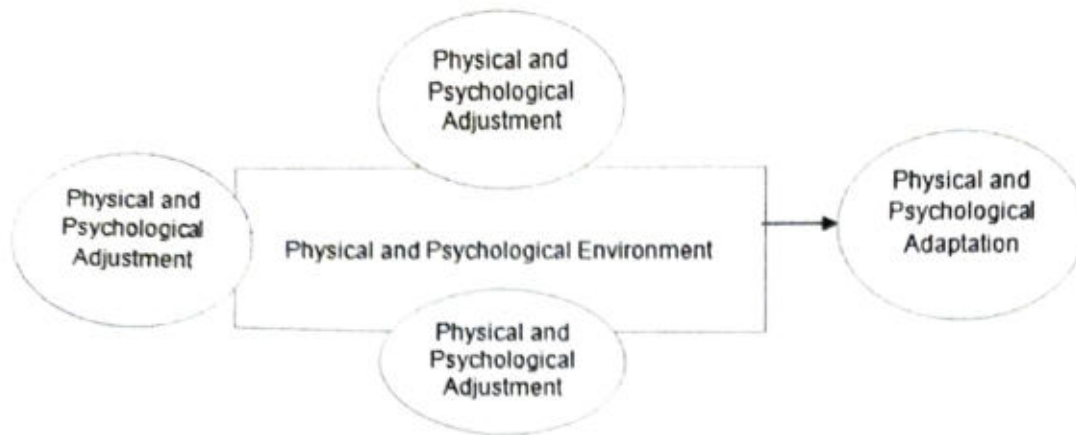 Physical and
Psychological
Adjustment
Physical and
Psychological
Adjustment
Physical and Psychological Environment
Physical and
Psychological
Adaptation
Physical and
Psychological
Adjustment